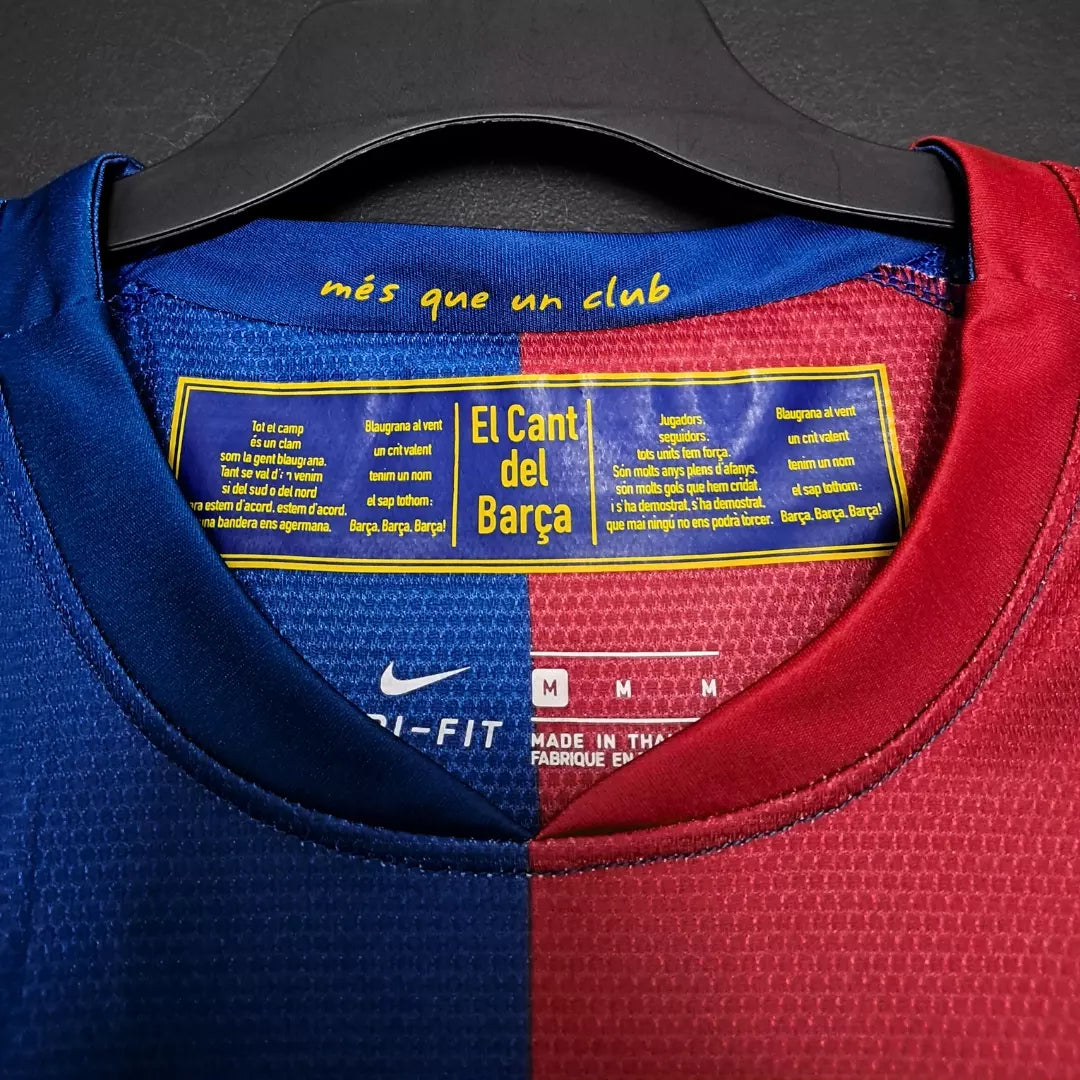 més que un club
Tot el camp
és un clam
som la gent blaugrana.
Tant se val d'  n venim
si del sud o del nord
ra estem d'acord, estem d'acord.
una bandera ens agermana.
Blaugrana al vent
un crit valent
tenim un nom
el sap tothom:
Barça, Barça, Barça!
El Cant
del
Barça
Jugadors,
seguidors,
tots units fem força.
Són molts anys plens d'afanys,
són molts gols que hem cridat,
i s'ha demostrat, s'ha demostrat,
que mai ningú no ens podrà torcer.
Blaugrana al vent
un crit valent
tenim un nom
el sap tothom:
Barça, Barça, Barça!
RI-FIT
M M M
MADE IN THA
FABRIQUE EN